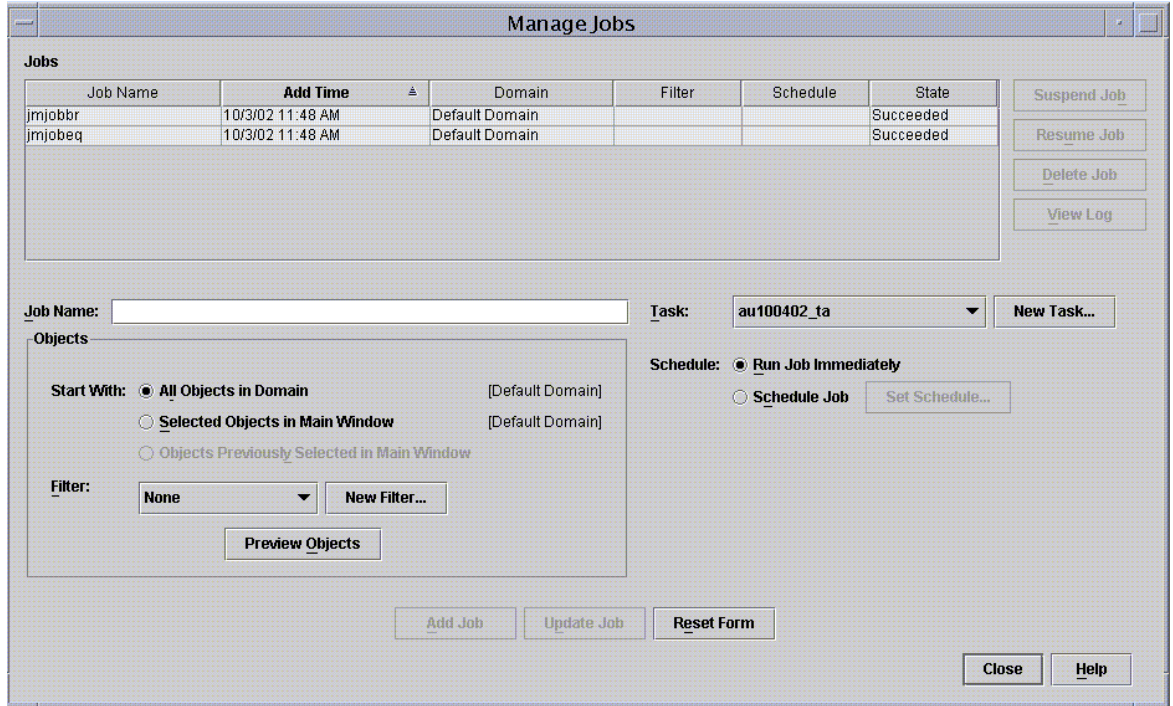 Manage Jobs
Jobs
Job Name Add Time Domain Filter Schedule State
jmjobbr 10/3/02 11:48 AM Default Domain Succeeded
jmjobeq 10/3/02 11:48 AM Default Domain Succeeded
Suspend Job
Resume Job
Delete Job
View Log
Job Name: Task: au100402_ta New Task...
Objects
Start With: All Objects in Domain [Default Domain]
Selected Objects in Main Window [Default Domain]
Objects Previously Selected in Main Window
Filter: None New Filter...
Preview Objects
Schedule: Run Job Immediately
Schedule Job Set Schedule...
Add Job Update Job Reset Form
Close Help